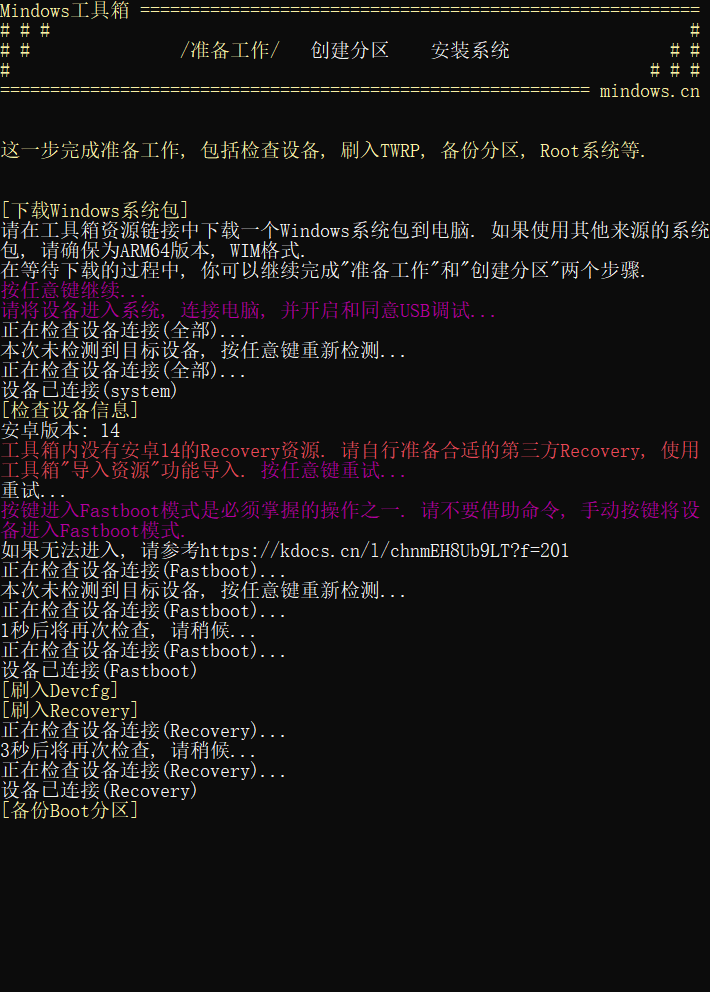 Mindows工具箱 ========================================================
# # #                                                                #
# #               /准备工作/   创建分区    安装系统                # #
#                                                                # # #
=========================================================== mindows.cn
这一步完成准备工作, 包括检查设备, 刷入TWRP, 备份分区, Root系统等.
[下载Windows系统包]
请在工具箱资源链接中下载一个Windows系统包到电脑. 如果使用其他来源的系统
包, 请确保为ARM64版本, WIM格式.
在等待下载的过程中, 你可以继续完成"准备工作"和"创建分区"两个步骤.
按任意键继续...
请将设备进入系统, 连接电脑, 并开启和同意USB调试...
正在检查设备连接(全部)...
本次未检测到目标设备, 按任意键重新检测...
正在检查设备连接(全部)...
设备已连接(system)
[检查设备信息]
安卓版本: 14
工具箱内没有安卓14的Recovery资源. 请自行准备合适的第三方Recovery, 使用
工具箱"导入资源"功能导入. 按任意键重试...
重试...
按键进入Fastboot模式是必须掌握的操作之一. 请不要借助命令, 手动按键将设
备进入Fastboot模式.
如果无法进入, 请参考https://kdocs.cn/l/chnmEH8Ub9LT?f=201
正在检查设备连接(Fastboot)...
本次未检测到目标设备, 按任意键重新检测...
正在检查设备连接(Fastboot)...
1秒后将再次检查, 请稍候...
正在检查设备连接(Fastboot)...
设备已连接(Fastboot)
[刷入Devcfg]
[刷入Recovery]
正在检查设备连接(Recovery)...
3秒后将再次检查, 请稍候...
正在检查设备连接(Recovery)...
设备已连接(Recovery)
[备份Boot分区]